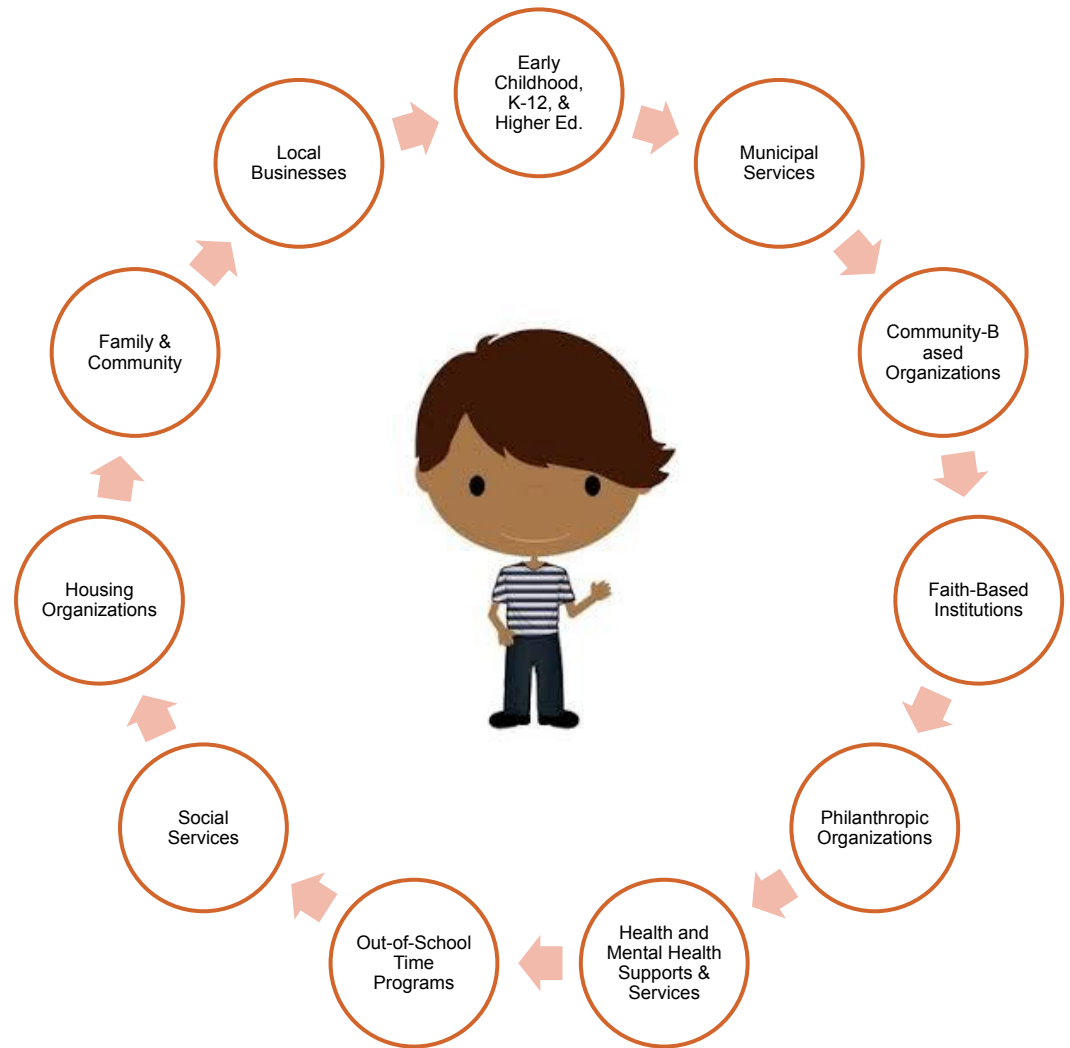 Early
Childhood,
K-12, &
Higher Ed.
Municipal
Services
Community-B
ased
Organizations
Faith-Based
Institutions
Philanthropic
Organizations
Health and
Mental Health
Supports &
Services
Out-of-School
Time
Programs
Social
Services
Housing
Organizations
Family &
Community
Local
Businesses